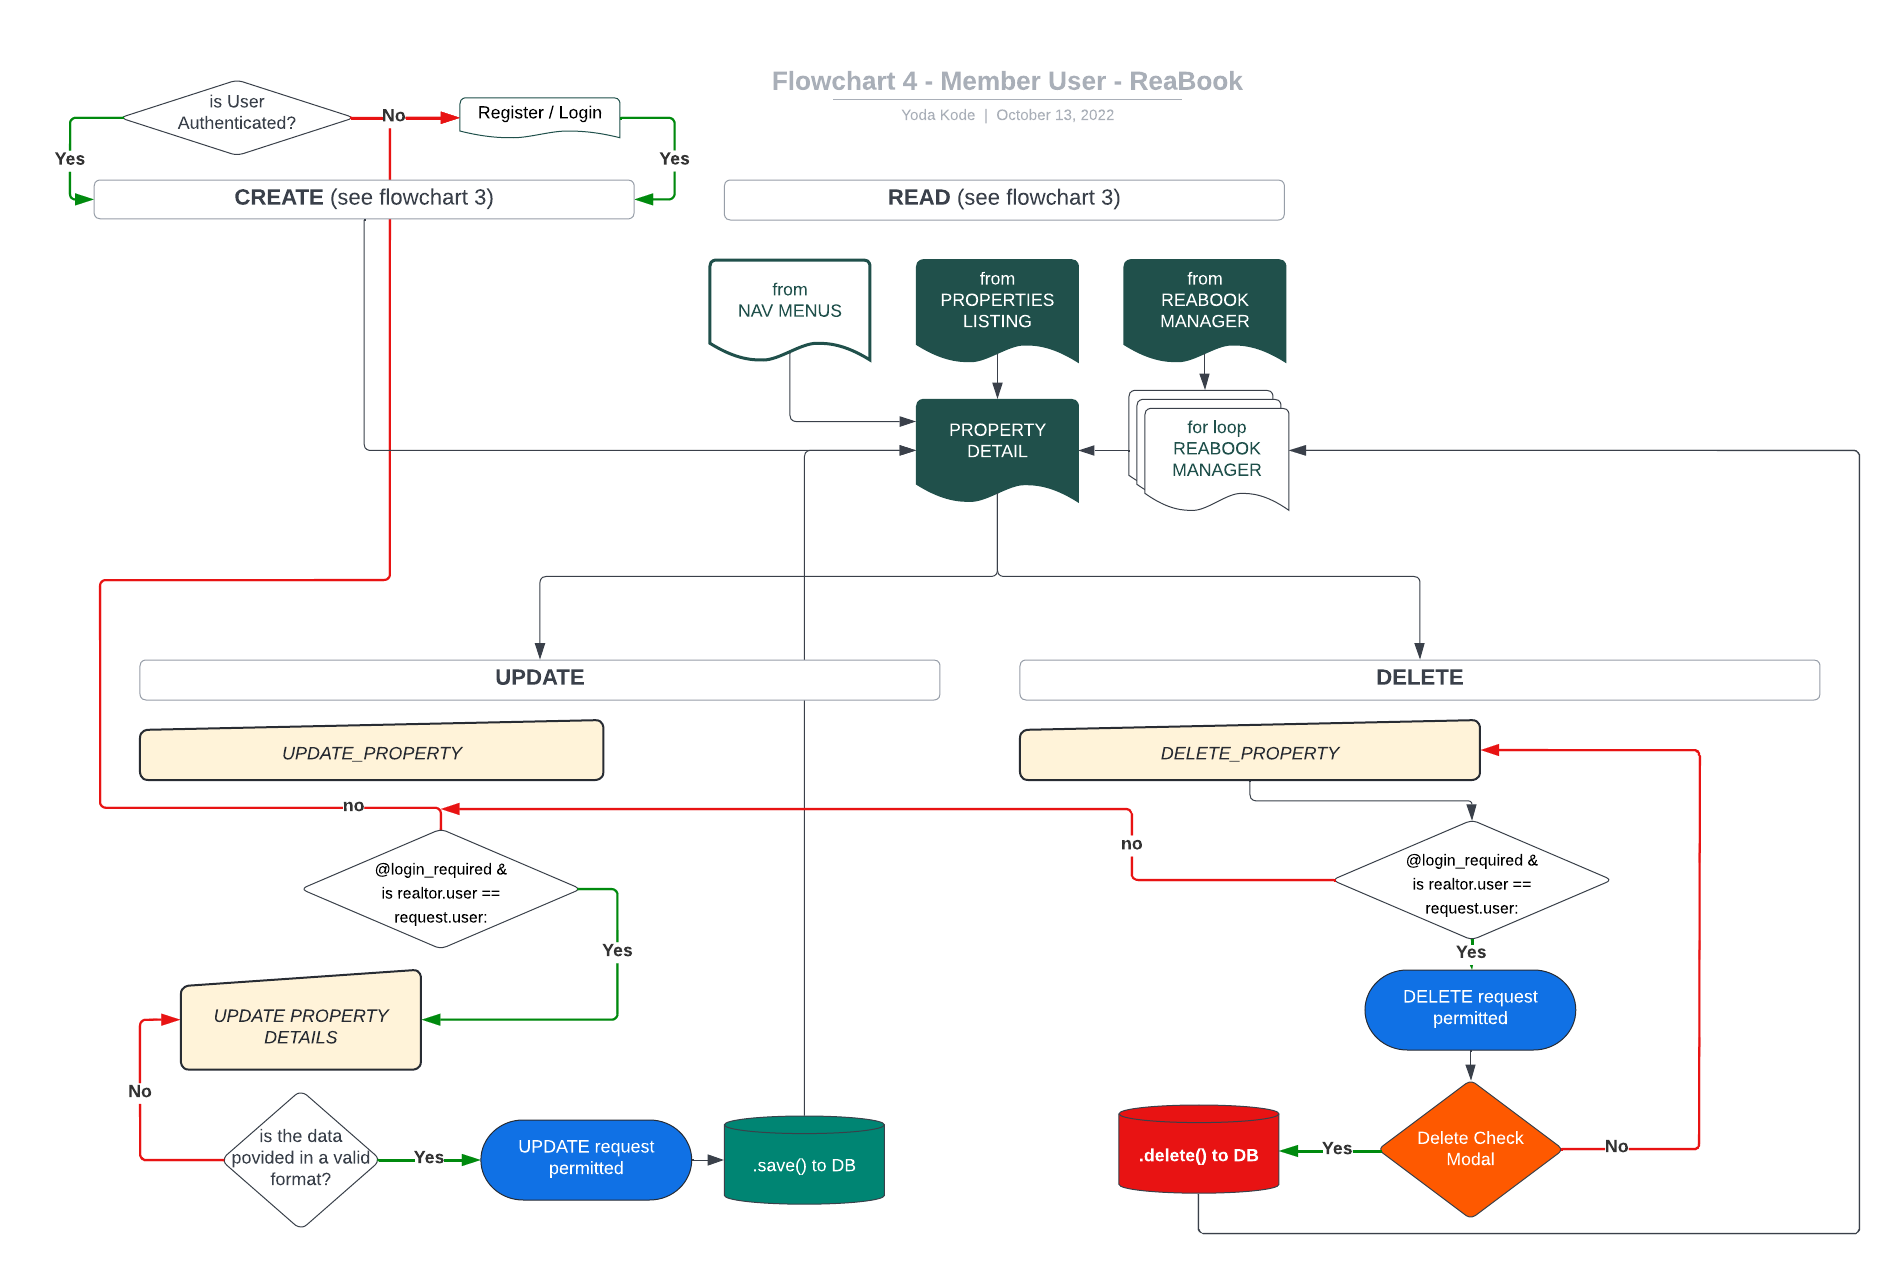 Flowchart 4 - Member User - ReaBook
Yoda Kode | October 13, 2022
is User
Authenticated?
No
Register / Login
Yes
Yes
CREATE (see flowchart 3)
READ (see flowchart 3)
from
NAV MENUS
from
PROPERTIES
LISTING
from
REABOOK
MANAGER
PROPERTY
DETAIL
for loop
REABOOK
MANAGER
UPDATE
DELETE
UPDATE_PROPERTY
DELETE_PROPERTY
no
@login_required &
is realtor.user ==
request.user:
Yes
no
@login_required &
is realtor.user ==
request.user:
Yes
UPDATE PROPERTY
DETAILS
DELETE request
permitted
No
is the data
povided in a valid
format?
Yes
UPDATE request
permitted
.save() to DB
.delete() to DB
Yes
Delete Check
Modal
No